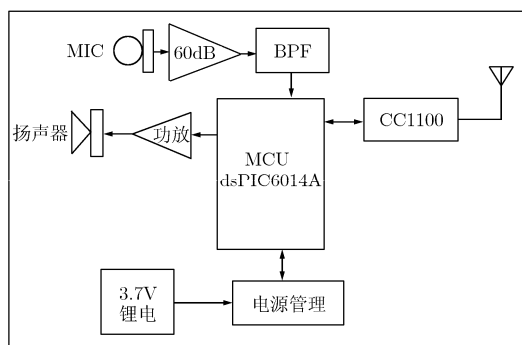 MIC
60dB
BPF
扬声器
功放
MCU
dsPIC6014A
CC1100
3.7V
锂电
电源管理